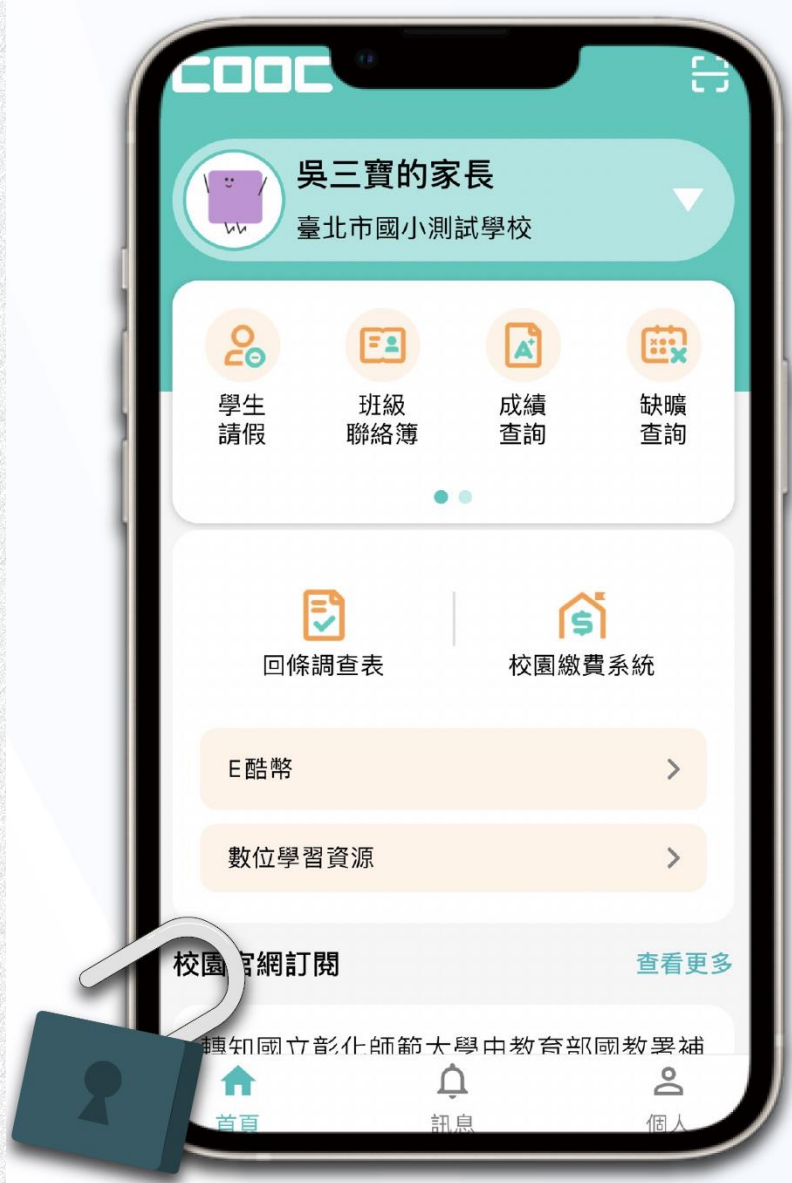 COOC
吳三寶的家長
臺北市國小測試學校
學生
請假
班級
聯絡簿
成績
查詢
缺曠
查詢
回條調查表
校園繳費系統
E酷幣
數位學習資源
校園官網訂閱
查看更多
轉知國立彰化師範大學由教育部國教署補
首頁
訊息
個人